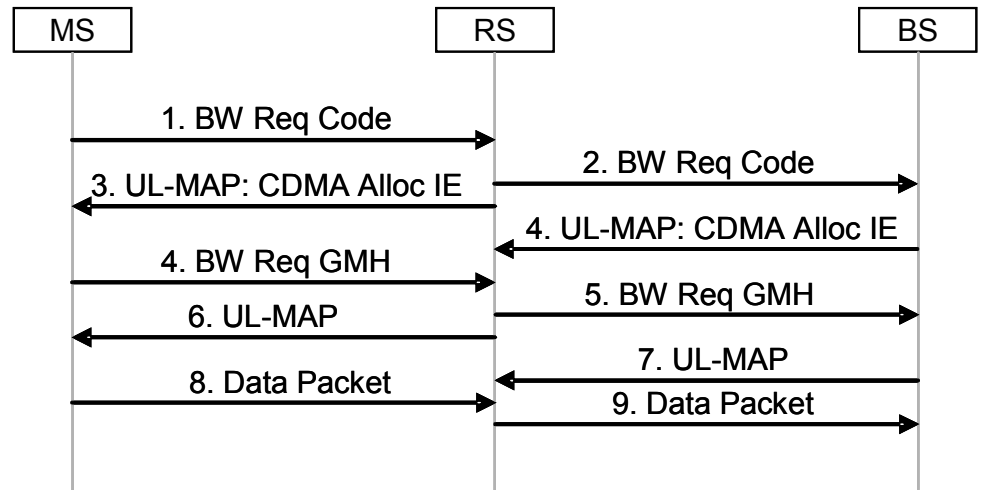 MS
RS
BS
1. BW Req Code
2. BW Req Code
3. UL-MAP: CDMA Alloc IE
4. UL-MAP: CDMA Alloc IE
4. BW Req GMH
5. BW Req GMH
6. UL-MAP
7. UL-MAP
8. Data Packet
9. Data Packet